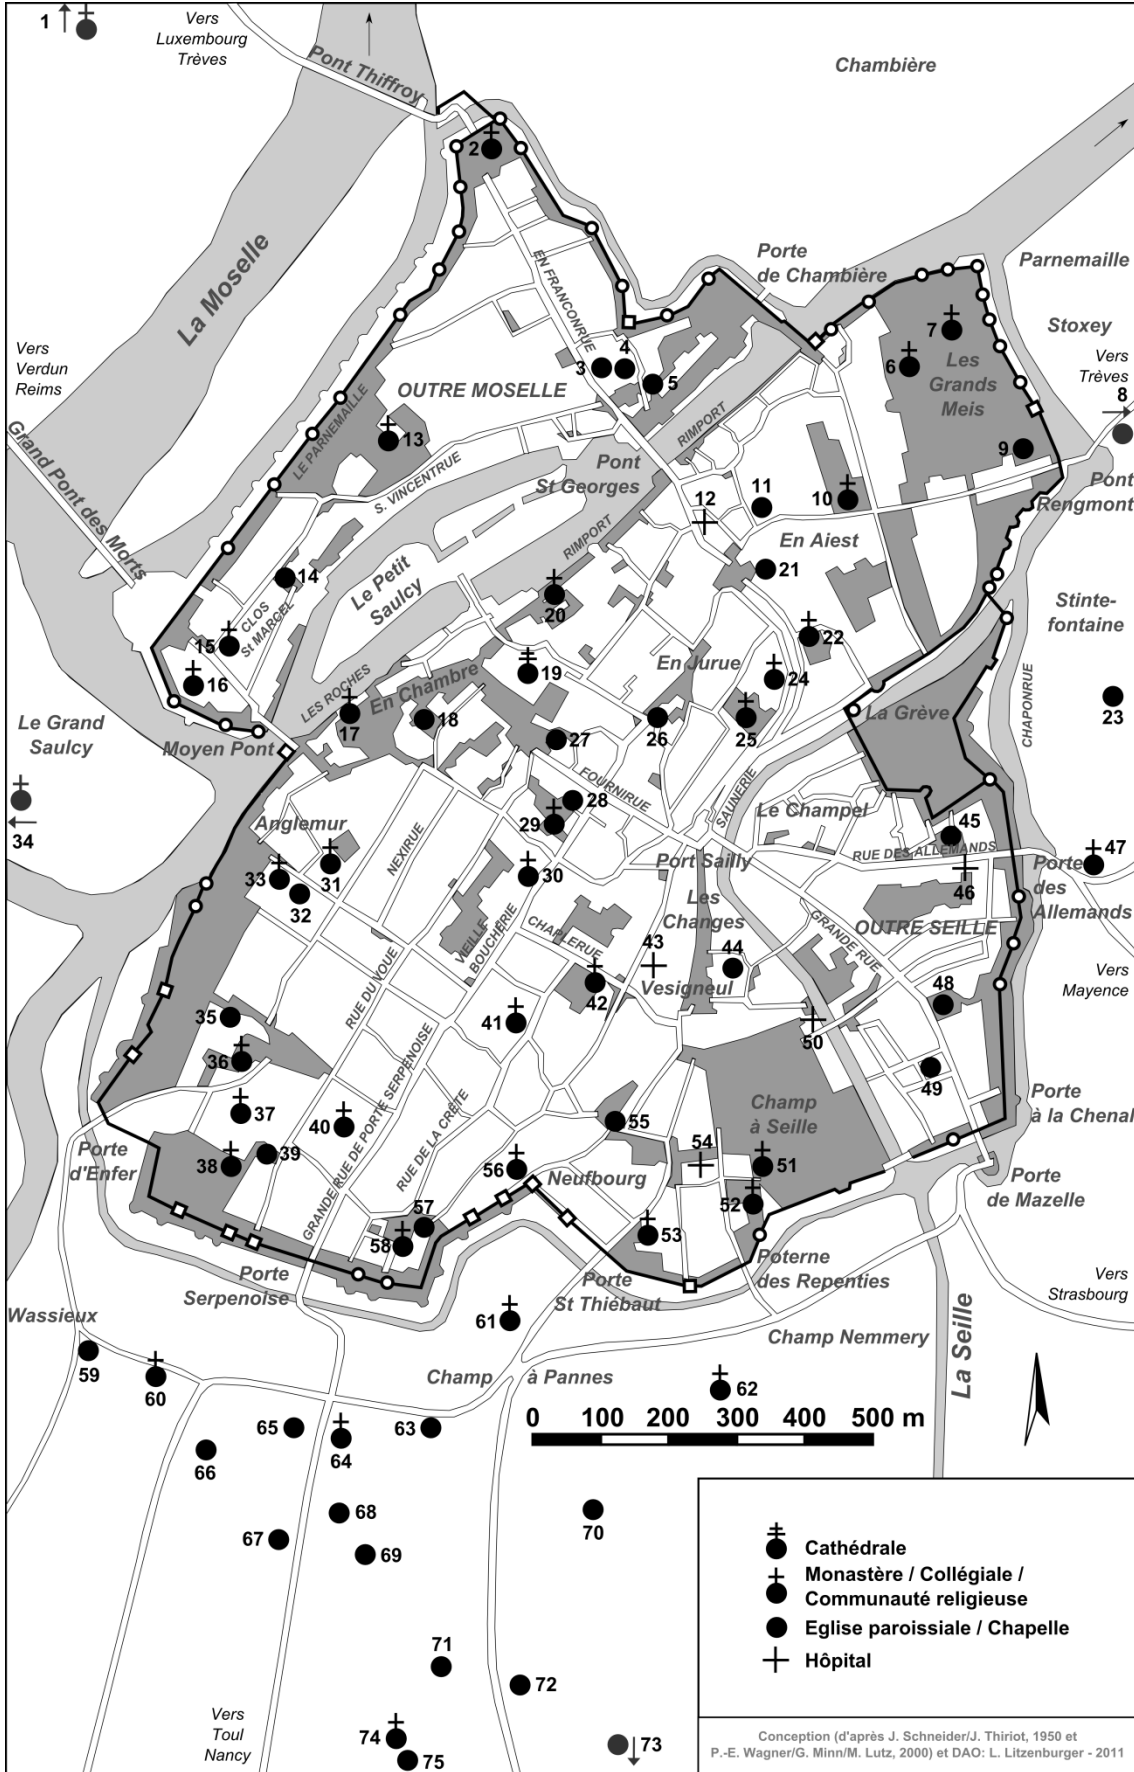 1
Vers
Luxembourg
Trèves
Pont Thiffroy
Chambière
2
La Moselle
EN FRANCONRUE
Porte
de Chambière
Parnemaille
Stoxey
Vers
Trèves
8
Vers
Verdun
Reims
7
6
Les
Grands
Meis
3
4
5
OUTRE MOSELLE
LE PARNEMAILLE
13
RIMPORT
Grand Pont des Morts
S. VINCENTRUE
Pont
St Georges
9
Pont
Rengmont
12
11
10
En Aiest
RIMPORT
Le Petit
Saulcy
14
CLOS
St MARCEL
15
16
20
21
22
Stinte-
fontaine
19
En Jurue
24
23
LES ROCHES
En Chambre
17
18
27
26
25
La Grève
CHAPONRUE
Le Grand
Saulcy
Moyen Pont
34
FOURNIRUE
28
29
SAUNERIE
Le Champel
45
RUE DES ALLEMANDS
46
47
Porte
des
Allemands
Anglemur
NEXIRUE
33
31
32
30
Port Sailly
Les
Changes
VIEILLE
BOUCHERIE
CHAPLERUE
43
44
42
Vesigneul
GRANDE RUE
OUTRE SEILLE
Vers
Mayence
RUE DU VOUE
35
36
41
48
50
49
37
40
GRANDE RUE DE PORTE SERPENOISE
RUE DE LA CRÊTE
Champ
à Seille
Porte
à la Chenal
55
54
51
Porte
d'Enfer
38
39
56
Neufbourg
52
53
Porte
de Mazelle
57
58
Porte
Serpenoise
Porte
St Thiébaut
Poterne
des Repenties
Vers
Strasbourg
Wassieux
61
Champ Nemmery
La Seille
59
60
Champ
à Pannes
62
0 100 200 300 400 500 m
65
64
63
66
68
67
69
70
71
72
Vers
Toul
Nancy
74
75
73
Cathédrale
Monastère / Collégiale /
Communauté religieuse
Eglise paroissiale / Chapelle
Hôpital
Conception (d'après J. Schneider/J. Thiriot, 1950 et
P.-E. Wagner/G. Minn/M. Lutz, 2000) et DAO: L. Litzenburger - 2011